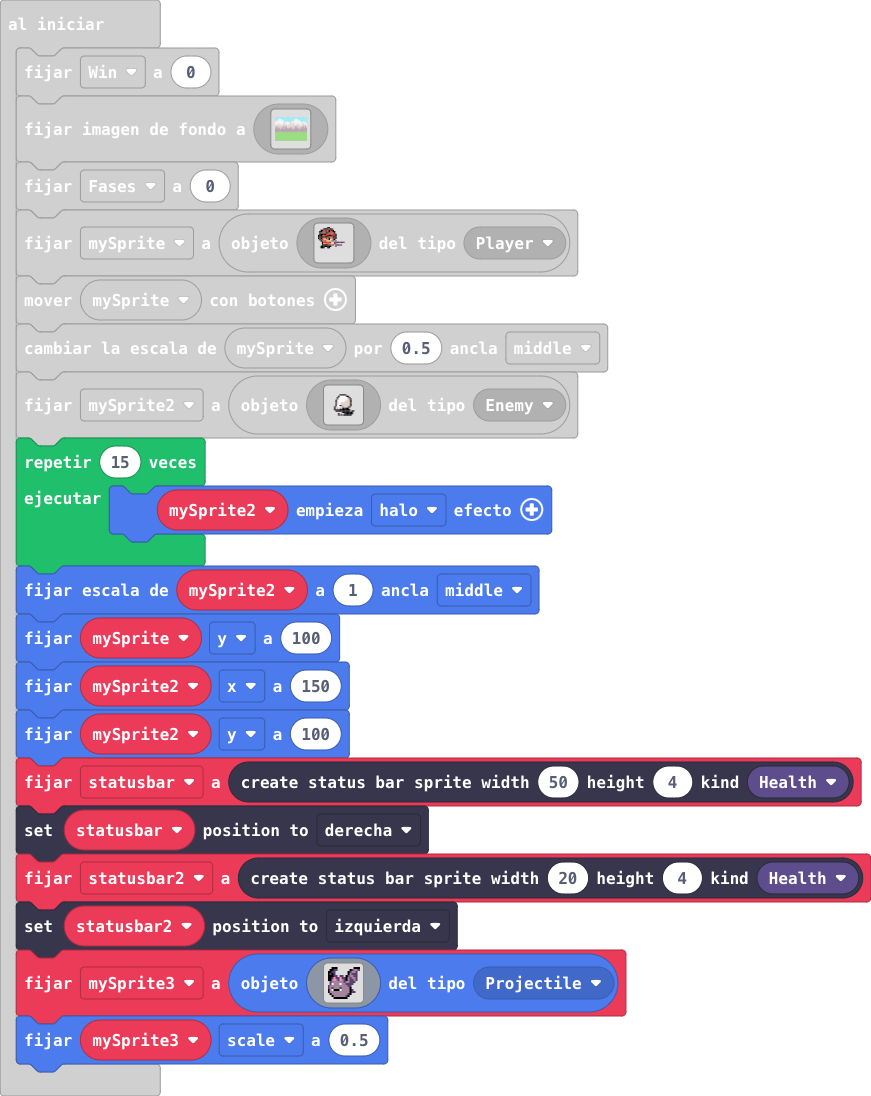 al iniciar
fijar Win a 0
fijar imagen de fondo a
fijar Fases a 0
fijar mySprite a objeto del tipo Player
mover mySprite con botones
cambiar la escala de mySprite por 0.5 ancla middle
fijar mySprite2 a objeto del tipo Enemy
repetir 15 veces
ejecutar mySprite2 empieza halo efecto
fijar escala de mySprite2 a 1 ancla middle
fijar mySprite y a 100
fijar mySprite2 x a 150
fijar mySprite2 y a 100
fijar statusbar a create status bar sprite width 50 height 4 kind Health
set statusbar position to derecha
fijar statusbar2 a create status bar sprite width 20 height 4 kind Health
set statusbar2 position to izquierda
fijar mySprite3 a objeto del tipo Projectile
fijar mySprite3 scale a 0.5